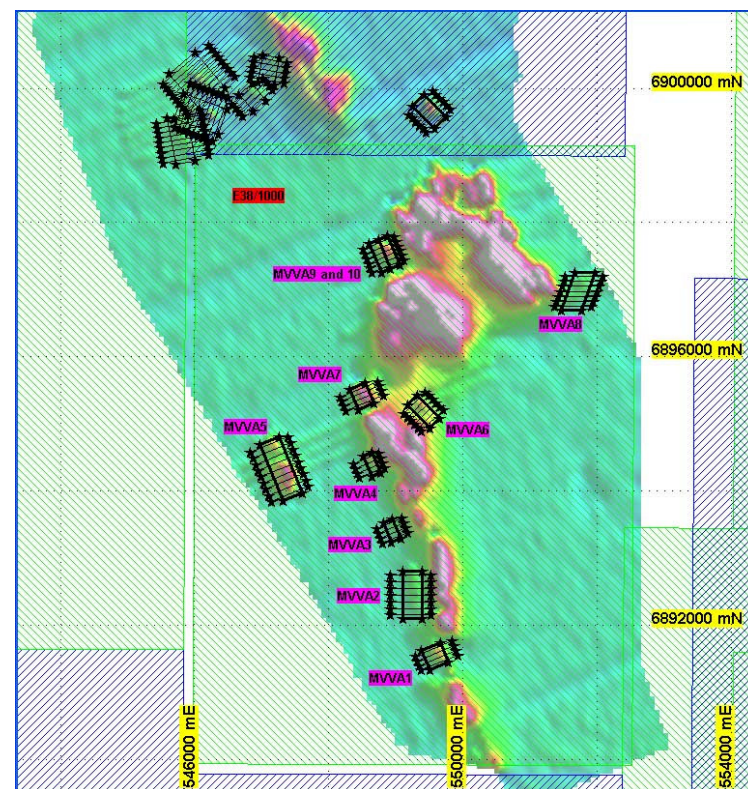 6900000 mN
E38/1000
MVVA9 and 10
MVVA8
6896000 mN
MVVA7
MVVA5
MVVA6
MVVA4
MVVA3
MVVA2
6892000 mN
MVVA1
546000 mE
550000 mE
554000 mE